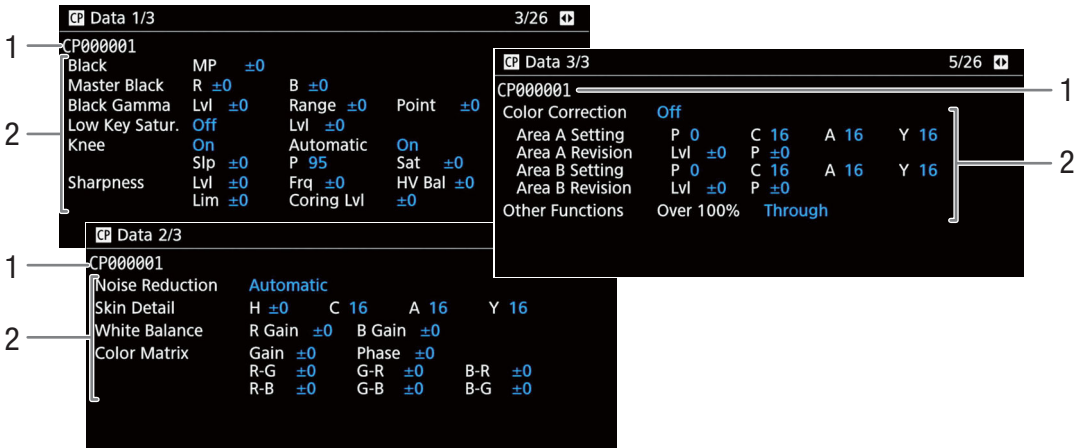 CP Data 1/3 3/26
1
CP000001
Black MP ±0
Master Black R ±0 B ±0
Black Gamma Lvl ±0 Range ±0 Point ±0
2
Low Key Satur. Off Lvl ±0
Knee On Automatic On
Slp ±0 P 95 Sat ±0
Sharpness Lvl ±0 Frq ±0 HV Bal ±0
Lim ±0 Coring Lvl ±0
CP Data 3/3 5/26
CP000001
1
Color Correction Off
Area A Setting P 0 C 16 A 16 Y 16
Area A Revision Lvl ±0 P ±0
Area B Setting P 0 C 16 A 16 Y 16
2
Area B Revision Lvl ±0 P ±0
Other Functions Over 100% Through
CP Data 2/3
1
CP000001
Noise Reduction Automatic
Skin Detail H ±0 C 16 A 16 Y 16
2
White Balance R Gain ±0 B Gain ±0
Color Matrix Gain ±0 Phase ±0
R-G ±0 G-R ±0 B-R ±0
R-B ±0 G-B ±0 B-G ±0